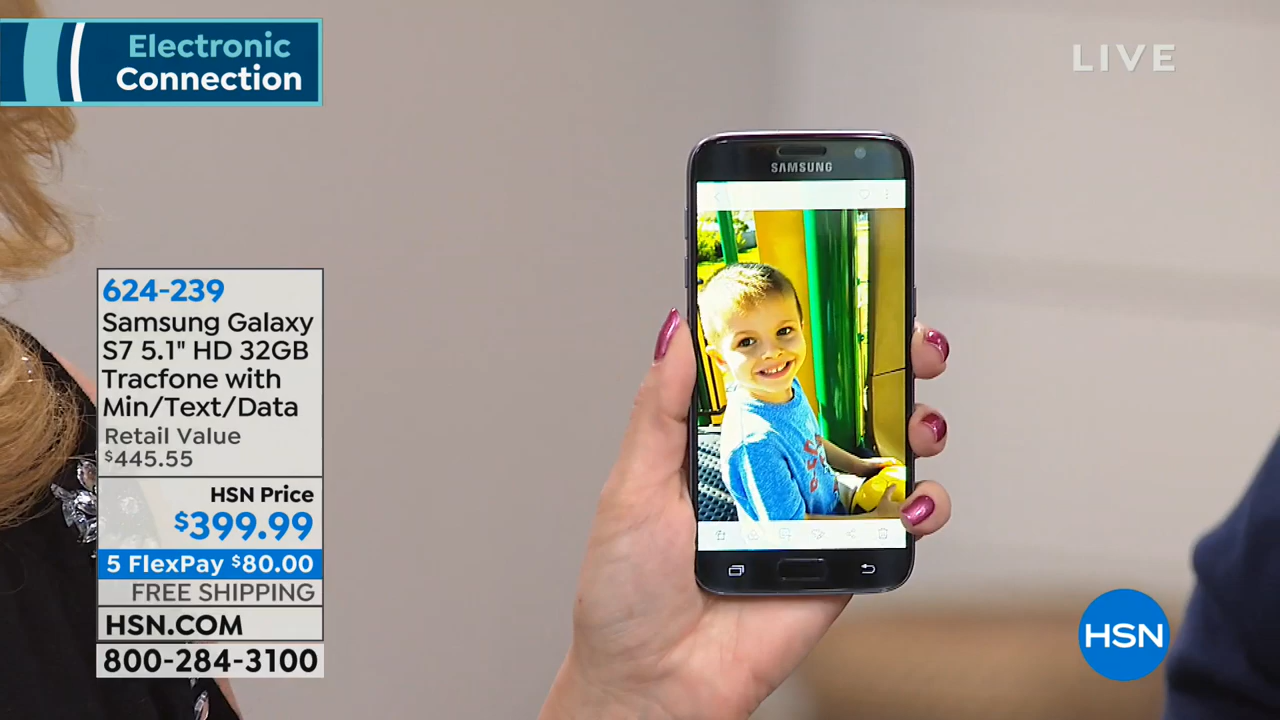 Electronic
Connection
LIVE
SAMSUNG
624-239
Samsung Galaxy
S7 5.1" HD 32GB
Tracfone with
Min/Text/Data
Retail Value
$445.55
HSN Price
$399.99
5 FlexPay $80.00
FREE SHIPPING
HSN.COM
800-284-3100
HSN